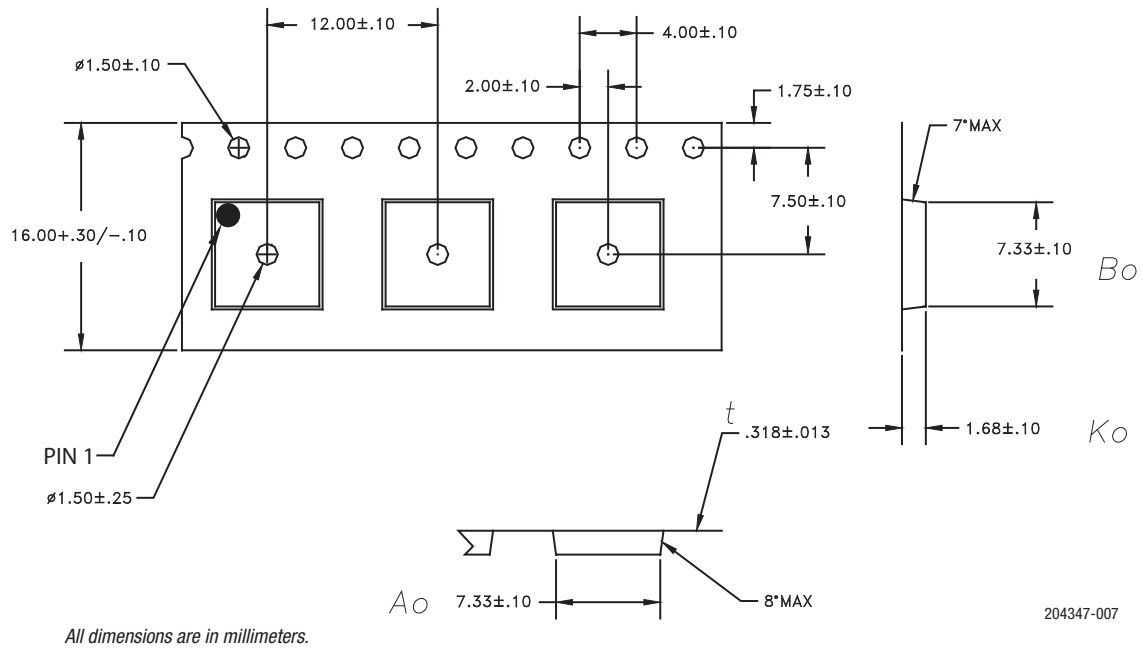 12.00±.10
4.00±.10
ø1.50±.10
2.00±.10
1.75±.10
7°MAX
7.50±.10
16.00+.30/−.10
7.33±.10
Bo
t
.318±.013
1.68±.10
Ko
PIN 1
ø1.50±.25
Ao
7.33±.10
8°MAX
204347-007
All dimensions are in millimeters.